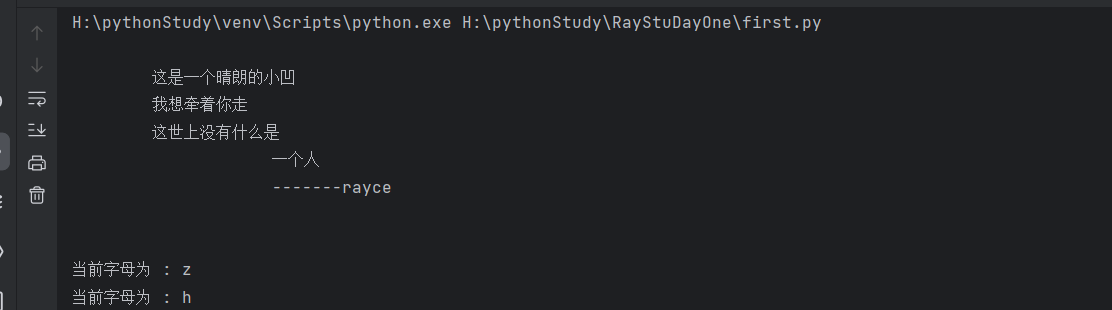 H:\pythonStudy\venv\Scripts\python.exe H:\pythonStudy\RayStuDayOne\first.py
这是一个晴朗的小凹
我想牵着你走
这世上没有什么是
一个人
-------rayce
当前字母为 : z
当前字母为 : h